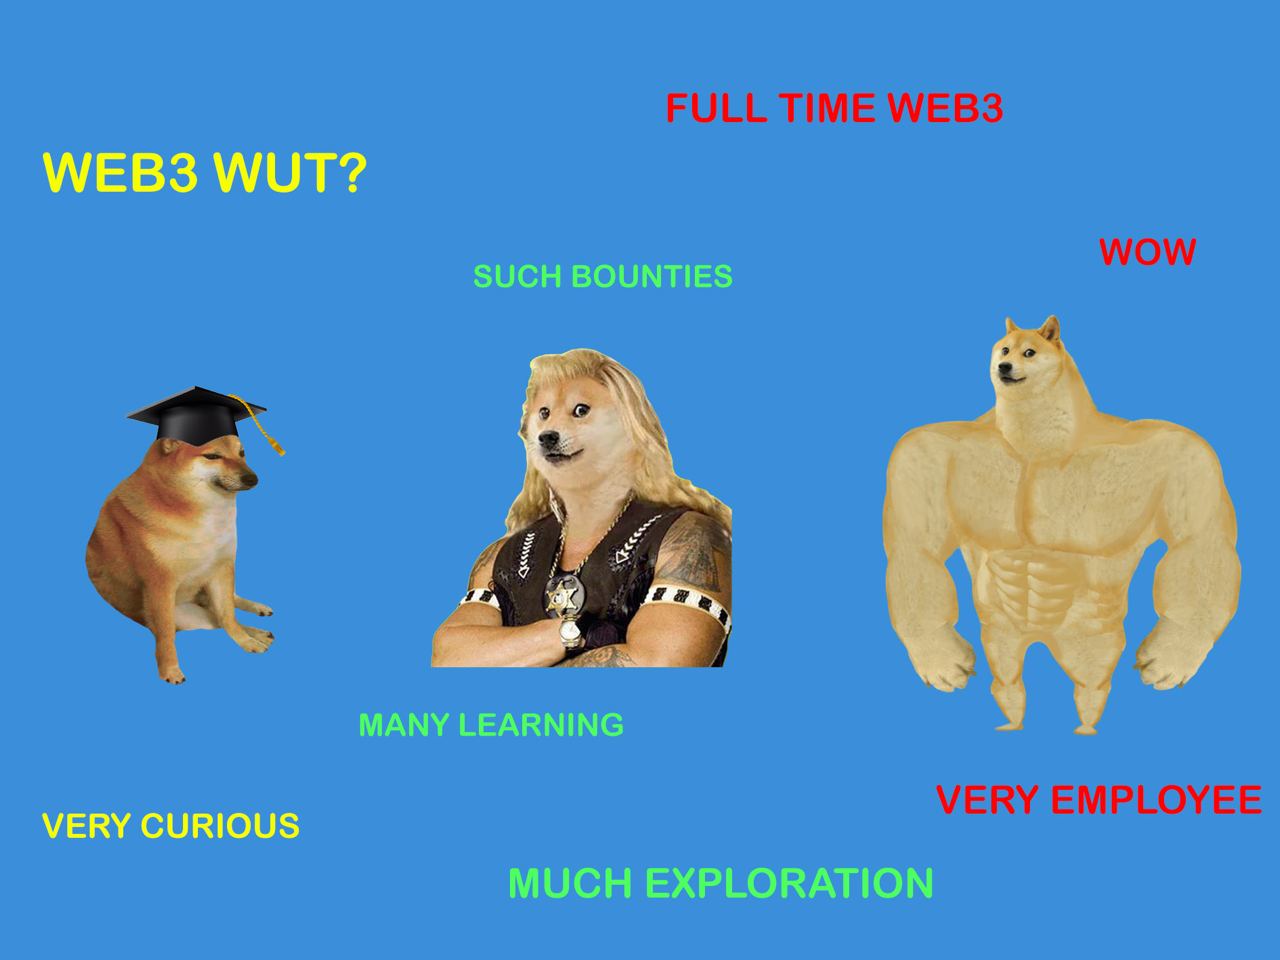 FULL TIME WEB3
WEB3 WUT?
WOW
SUCH BOUNTIES
MANY LEARNING
VERY EMPLOYEE
VERY CURIOUS
MUCH EXPLORATION